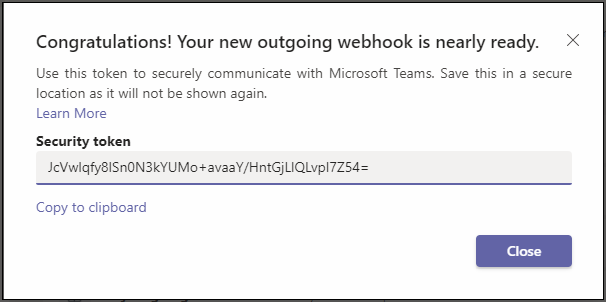 Congratulations! Your new outgoing webhook is nearly ready.
Use this token to securely communicate with Microsoft Teams. Save this in a secure
location as it will not be shown again.
Learn More
Security token
JcVwIqfy8ISn0N3kYUMo+avaaY/HntGjLIQLvpI7Z54=
Copy to clipboard
Close